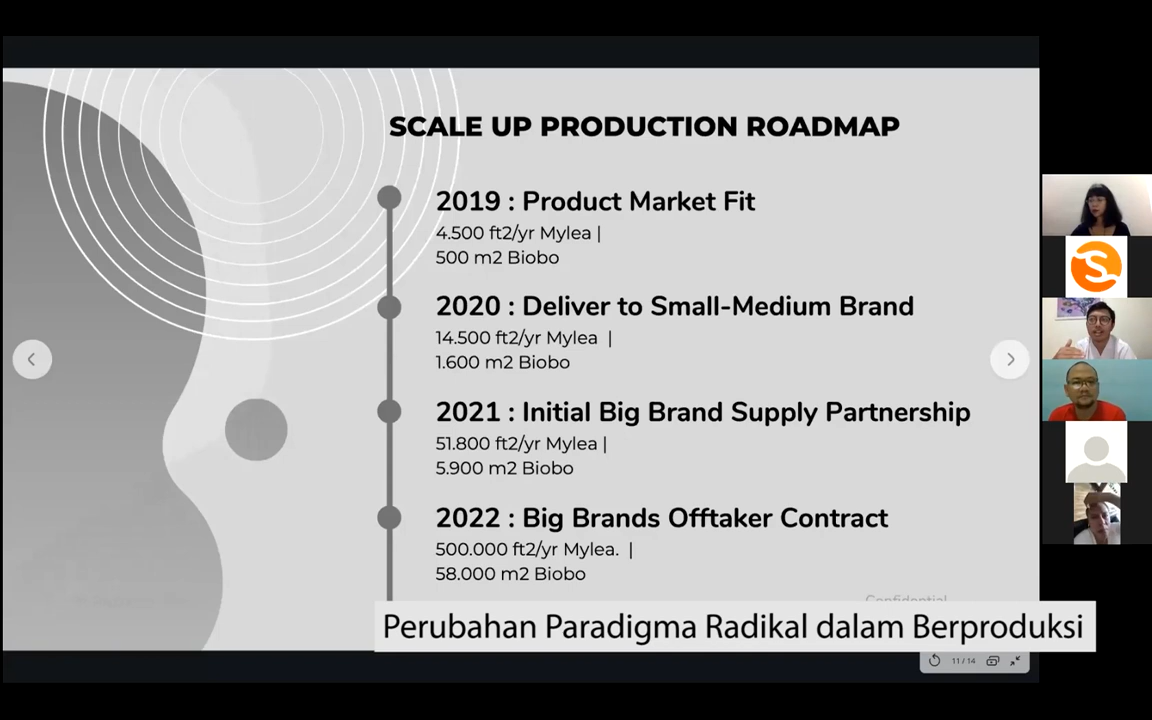 SCALE UP PRODUCTION ROADMAP
2019 : Product Market Fit
4.500 ft2/yr Mylea |
500 m2 Biobo
2020 : Deliver to Small-Medium Brand
14.500 ft2/yr Mylea |
1.600 m2 Biobo
2021 : Initial Big Brand Supply Partnership
51.800 ft2/yr Mylea |
5.900 m2 Biobo
2022 : Big Brands Offtaker Contract
500.000 ft2/yr Mylea. |
58.000 m2 Biobo
Confidential
Perubahan Paradigma Radikal dalam Berproduksi
11 / 14
S